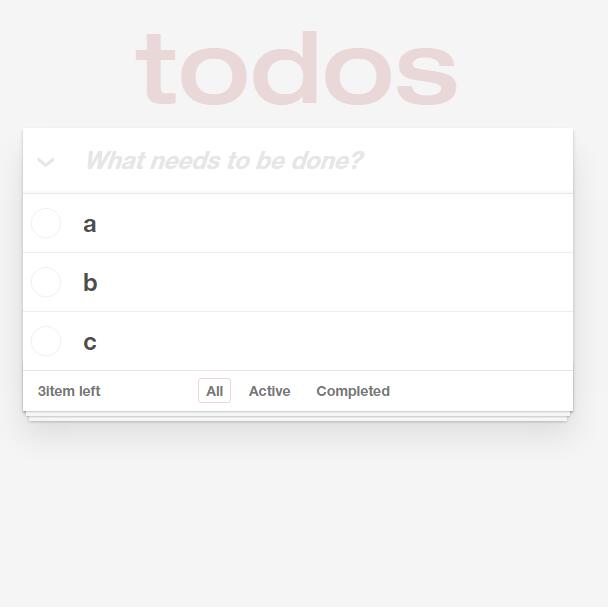 todos
What needs to be done?
a
b
c
3item left All Active Completed